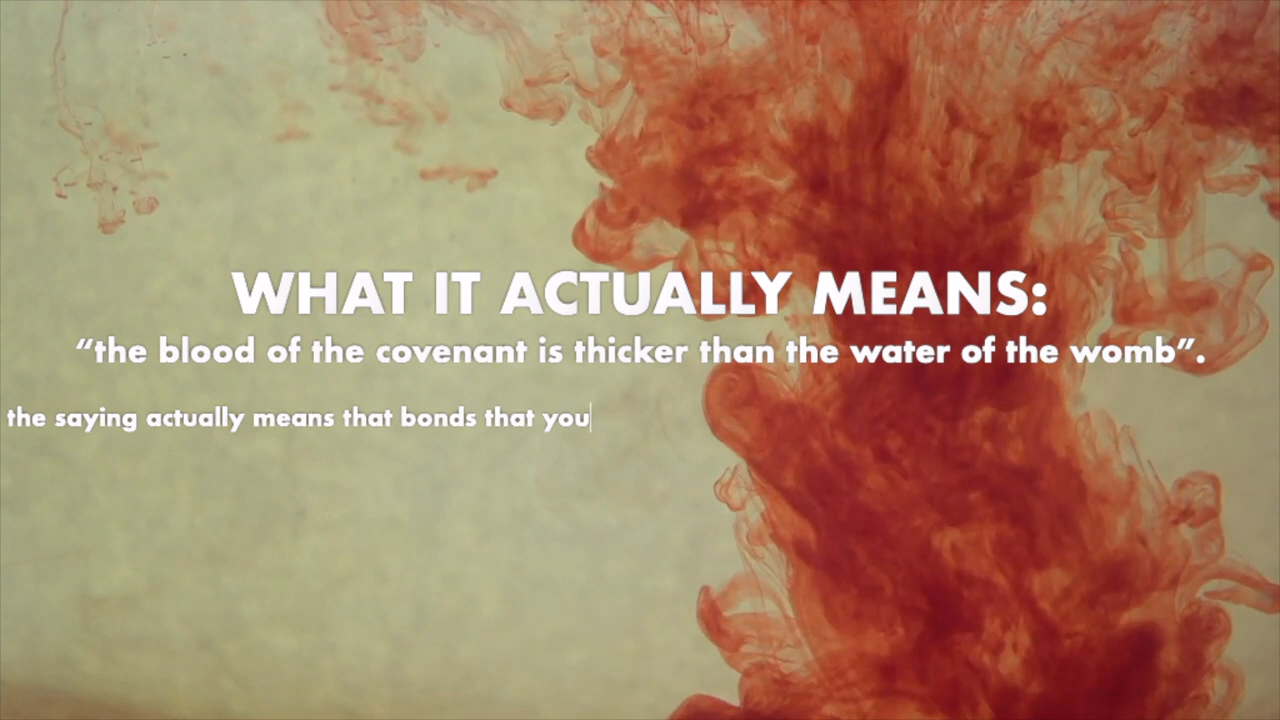 WHAT IT ACTUALLY MEANS:
“the blood of the covenant is thicker than the water of the womb”.
the saying actually means that bonds that you